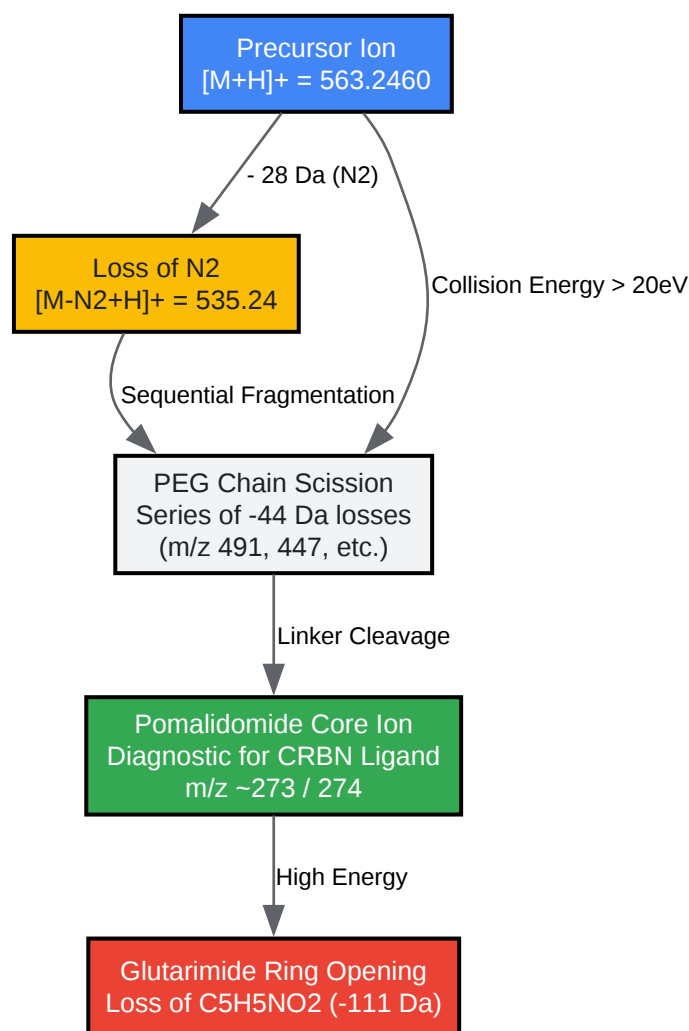 Precursor Ion
[M+H]+ = 563.2460
- 28 Da (N2)
Loss of N2
[M-N2+H]+ = 535.24
Collision Energy > 20eV
Sequential Fragmentation
PEG Chain Scission
Series of -44 Da losses
(m/z 491, 447, etc.)
Linker Cleavage
Pomalidomide Core Ion
Diagnostic for CRBN Ligand
m/z ~273 / 274
High Energy
Glutarimide Ring Opening
Loss of C5H5NO2 (-111 Da)